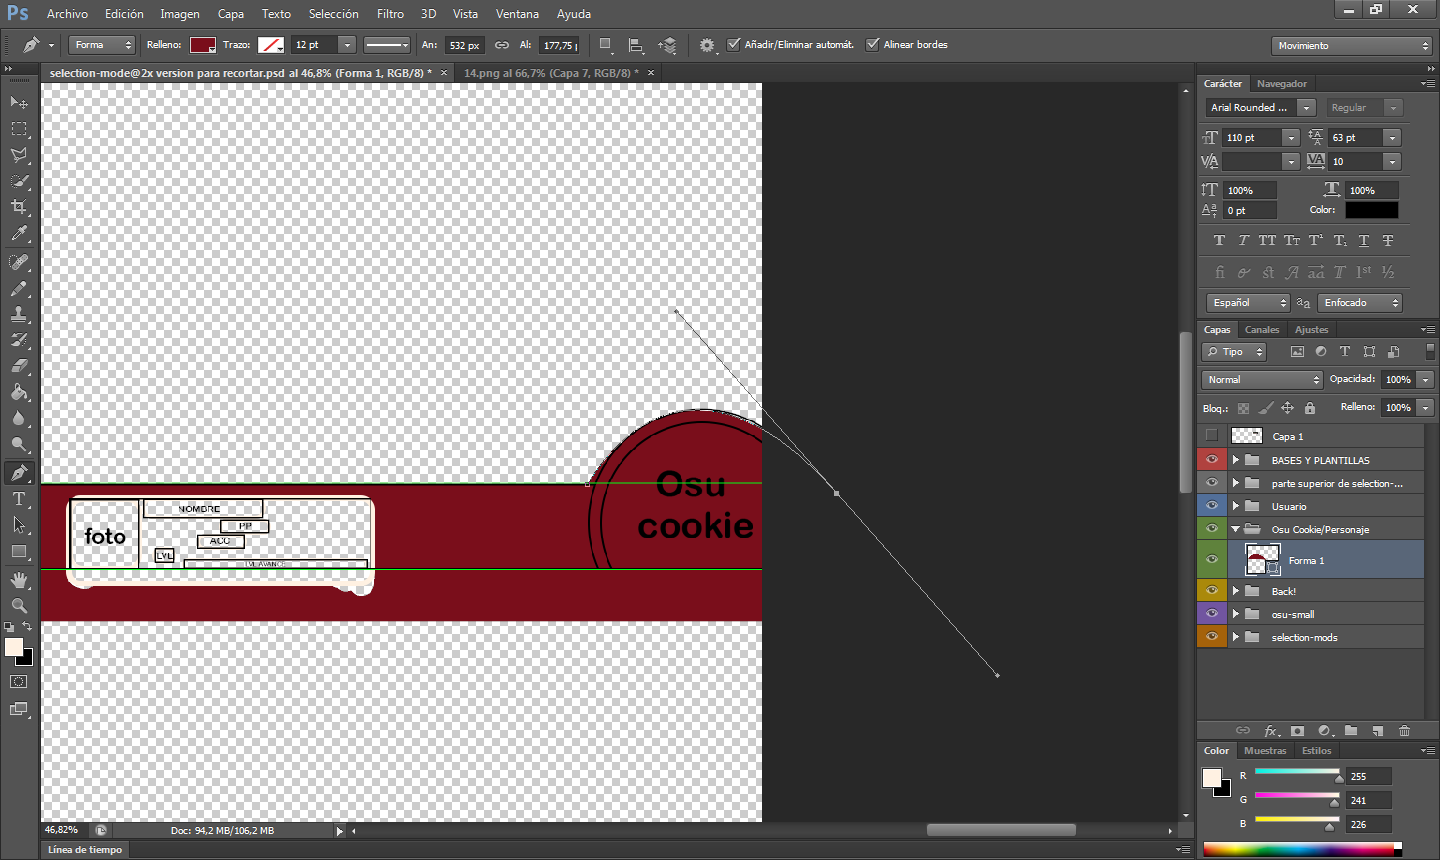 Ps Archivo Edición Imagen Capa Texto Selección Filtro 3D Vista Ventana Ayuda
Forma Relleno: Trazo: 12 pt An: 532 px Al: 177,75 Añadir/Eliminar automát. Alinear bordes Movimiento
selection-mode@2x version para recortar.psd al 46,8% (Forma 1, RGB/8) * × 14.png al 66,7% (Capa 7, RGB/8) * ×
Carácter Navegador
Arial Rounded ... Regular
110 pt 63 pt
10
100% 100%
0 pt Color:
Español Enfocado
Capas Canales Ajustes
Tipo
Normal Opacidad: 100%
Bloq.: Relleno: 100%
Capa 1
BASES Y PLANTILLAS
parte superior de selection-...
Usuario
Osu Cookie/Personaje
Forma 1
Back!
osu-small
selection-mods
Color Muestras Estilos
R 255
G 241
B 226
Osu
cookie
foto
NOMBRE
PP
ACC
LVL
LVL AVANCE
46,82% Doc: 94,2 MB/106,2 MB
Línea de tiempo